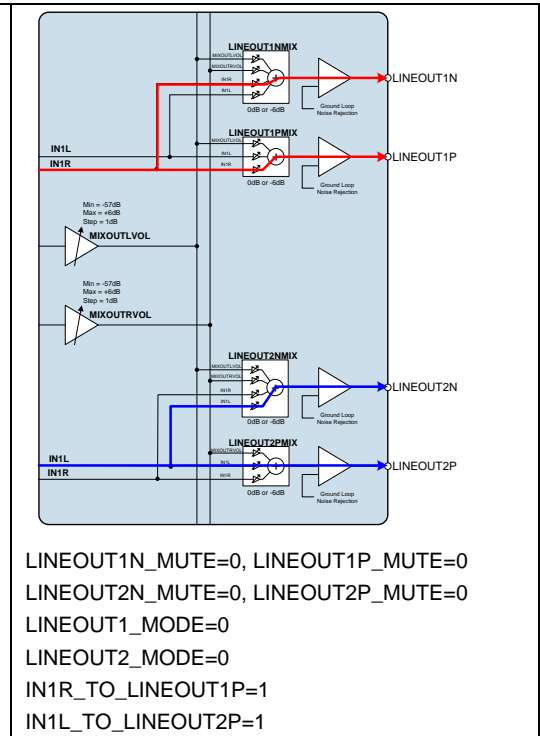 LINEOUT1NMIX
MIXOUTLVOL
MIXOUTRVOL
IN1R
IN1L
0dB or -6dB
Ground Loop
Noise Rejection
LINEOUT1N
LINEOUT1PMIX
MIXOUTLVOL
IN1L
IN1R
0dB or -6dB
Ground Loop
Noise Rejection
LINEOUT1P
IN1L
IN1R
Min = -57dB
Max = +6dB
Step = 1dB
MIXOUTLVOL
Min = -57dB
Max = +6dB
Step = 1dB
MIXOUTRVOL
LINEOUT2NMIX
MIXOUTLVOL
MIXOUTRVOL
IN1R
IN1L
0dB or -6dB
Ground Loop
Noise Rejection
LINEOUT2N
LINEOUT2PMIX
MIXOUTRVOL
IN1L
IN1R
0dB or -6dB
Ground Loop
Noise Rejection
LINEOUT2P
IN1L
IN1R
LINEOUT1N_MUTE=0, LINEOUT1P_MUTE=0
LINEOUT2N_MUTE=0, LINEOUT2P_MUTE=0
LINEOUT1_MODE=0
LINEOUT2_MODE=0
IN1R_TO_LINEOUT1P=1
IN1L_TO_LINEOUT2P=1